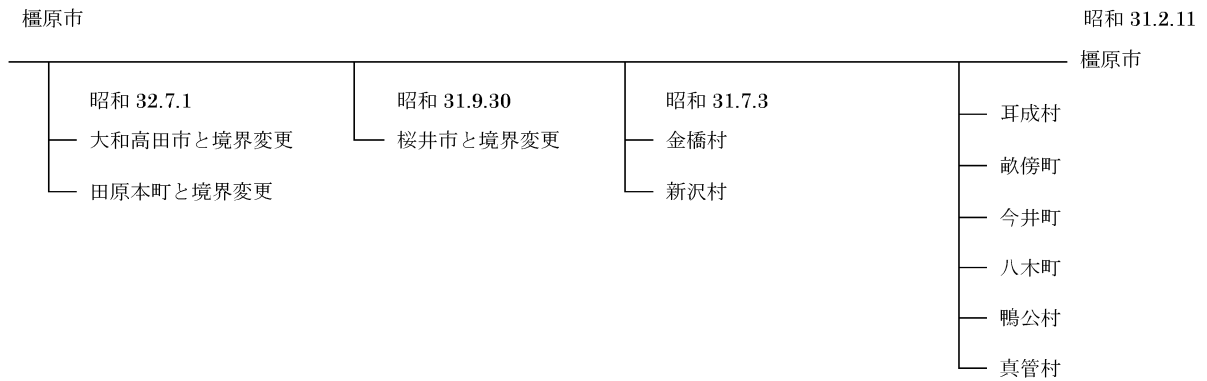 橿原市
昭和 31.2.11
橿原市
昭和 32.7.1
大和高田市と境界変更
田原本町と境界変更
昭和 31.9.30
桜井市と境界変更
昭和 31.7.3
金橋村
新沢村
耳成村
畝傍町
今井町
八木町
鴨公村
真管村